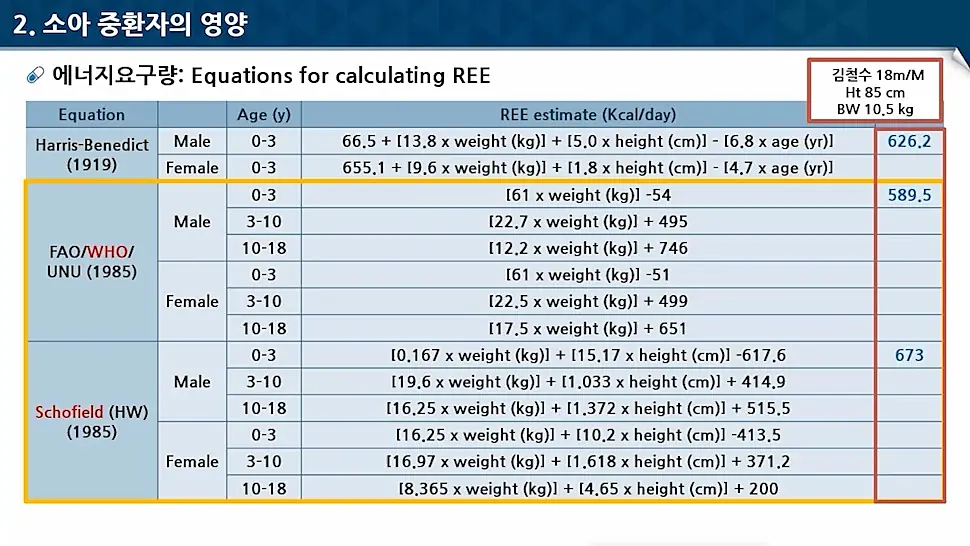 2. 소아 중환자의 영양
에너지요구량: Equations for calculating REE
김철수 18m/M
Ht 85 cm
BW 10.5 kg
Equation Age (y) REE estimate (Kcal/day)
Harris-Benedict (1919) Male 0-3 66.5 + [13.8 x weight (kg)] + [5.0 x height (cm)] - [6.8 x age (yr)] 626.2
Female 0-3 655.1 + [9.6 x weight (kg)] + [1.8 x height (cm)] - [4.7 x age (yr)]
FAO/WHO/UNU (1985) Male 0-3 [61 x weight (kg)] -54 589.5
3-10 [22.7 x weight (kg)] + 495
10-18 [12.2 x weight (kg)] + 746
Female 0-3 [61 x weight (kg)] -51
3-10 [22.5 x weight (kg)] + 499
10-18 [17.5 x weight (kg)] + 651
Schofield (HW) (1985) Male 0-3 [0.167 x weight (kg)] + [15.17 x height (cm)] -617.6 673
3-10 [19.6 x weight (kg)] + [1.033 x height (cm)] + 414.9
10-18 [16.25 x weight (kg)] + [1.372 x height (cm)] + 515.5
Female 0-3 [16.25 x weight (kg)] + [10.2 x height (cm)] -413.5
3-10 [16.97 x weight (kg)] + [1.618 x height (cm)] + 371.2
10-18 [8.365 x weight (kg)] + [4.65 x height (cm)] + 200